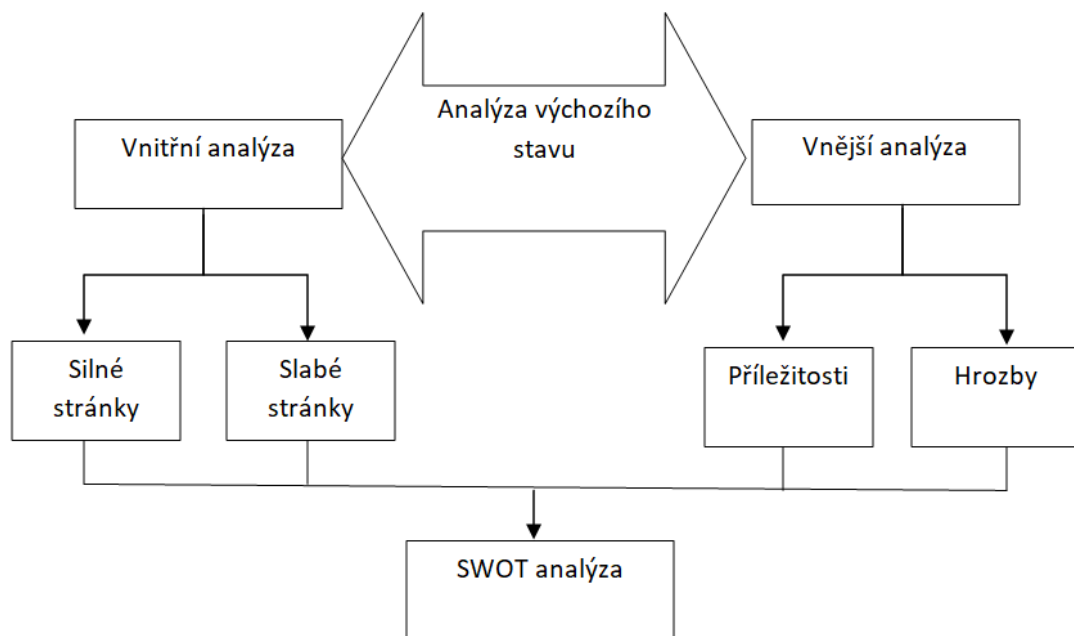 Analýza výchozího
stavu
Vnitřní analýza
Vnější analýza
Silné
stránky
Slabé
stránky
Příležitosti
Hrozby
SWOT analýza